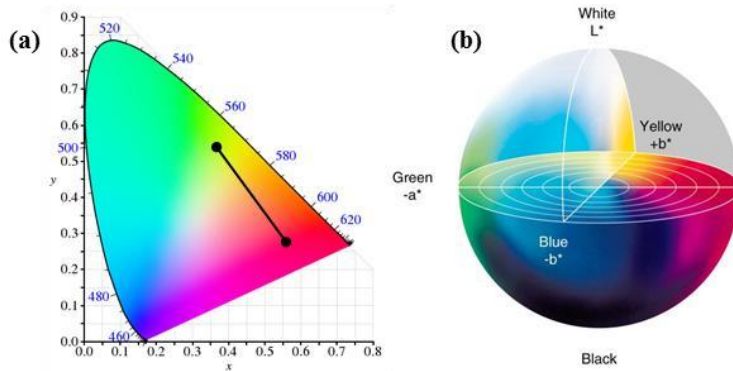 (a)
y
0.9
0.8
0.7
0.6
0.5
0.4
0.3
0.2
0.1
0.0
520
540
560
500
580
600
620
480
460
0.0 0.1 0.2 0.3 0.4 0.5 0.6 0.7 0.8
x
(b)
White
L*
Yellow
+b*
Green
-a*
Blue
-b*
Black